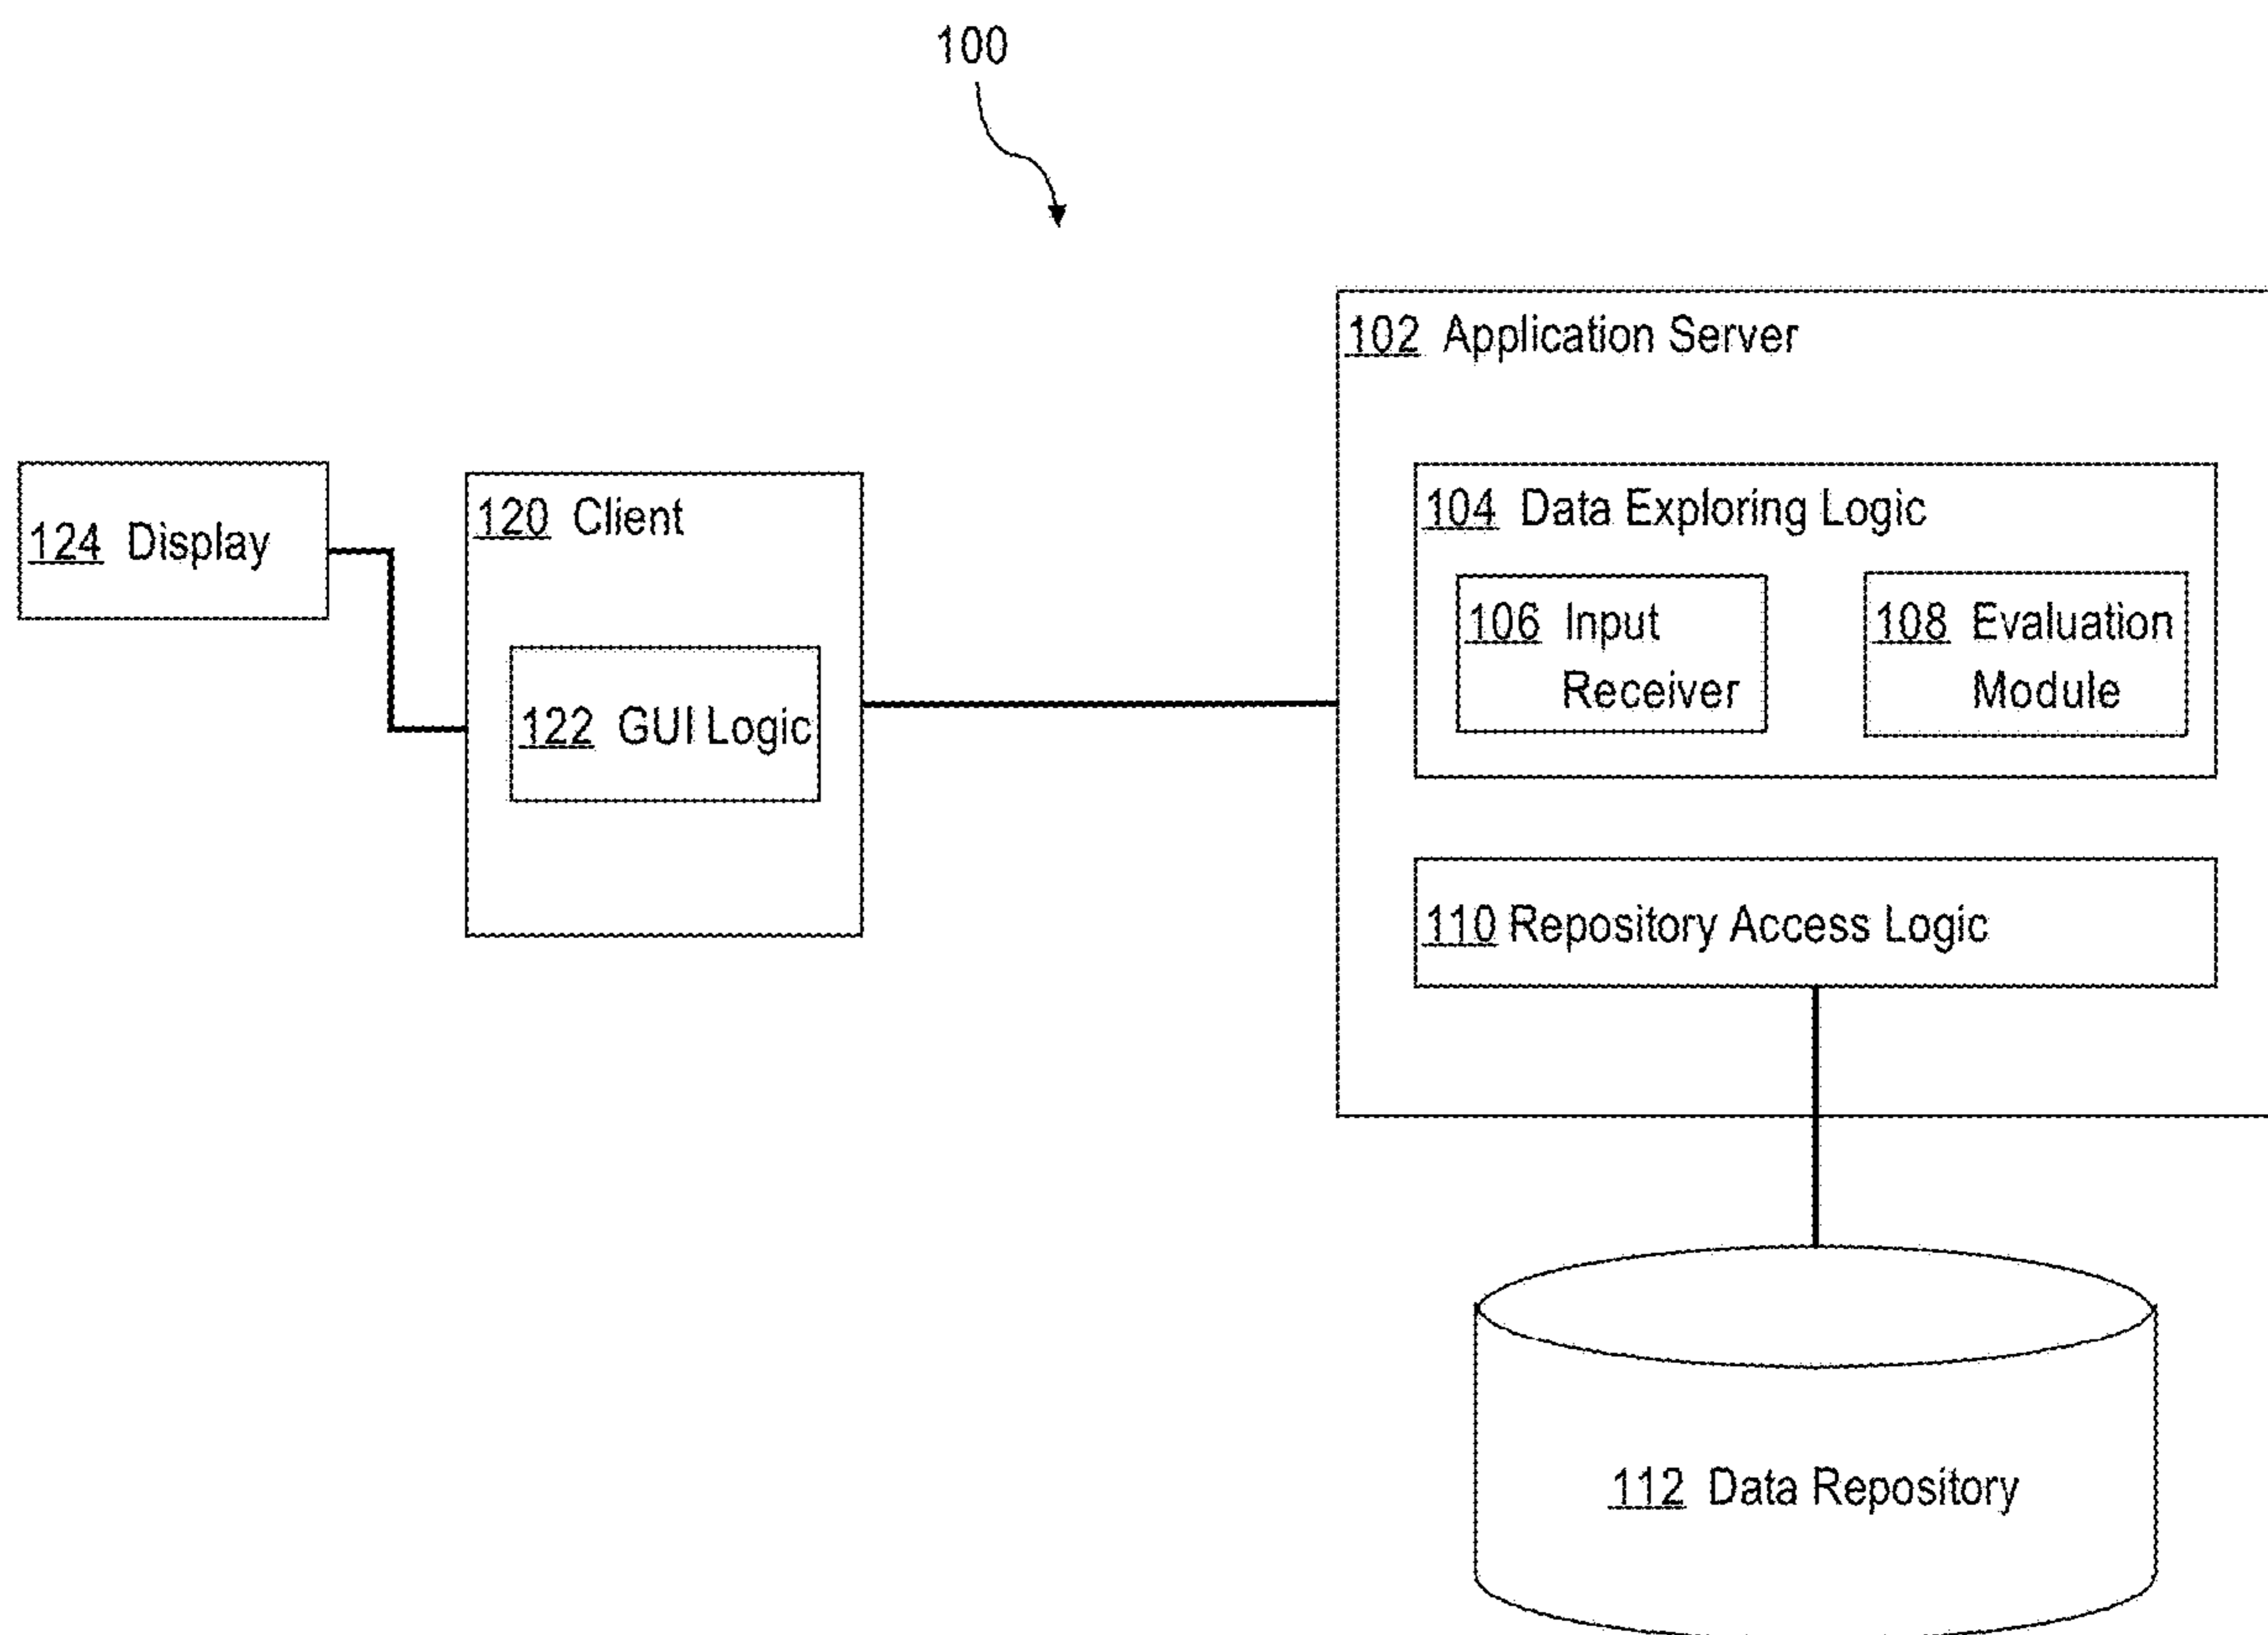 100
102 Application Server
124 Display
120 Client
122 GUI Logic
104 Data Exploring Logic
106 Input
Receiver
108 Evaluation
Module
110 Repository Access Logic
112 Data Repository